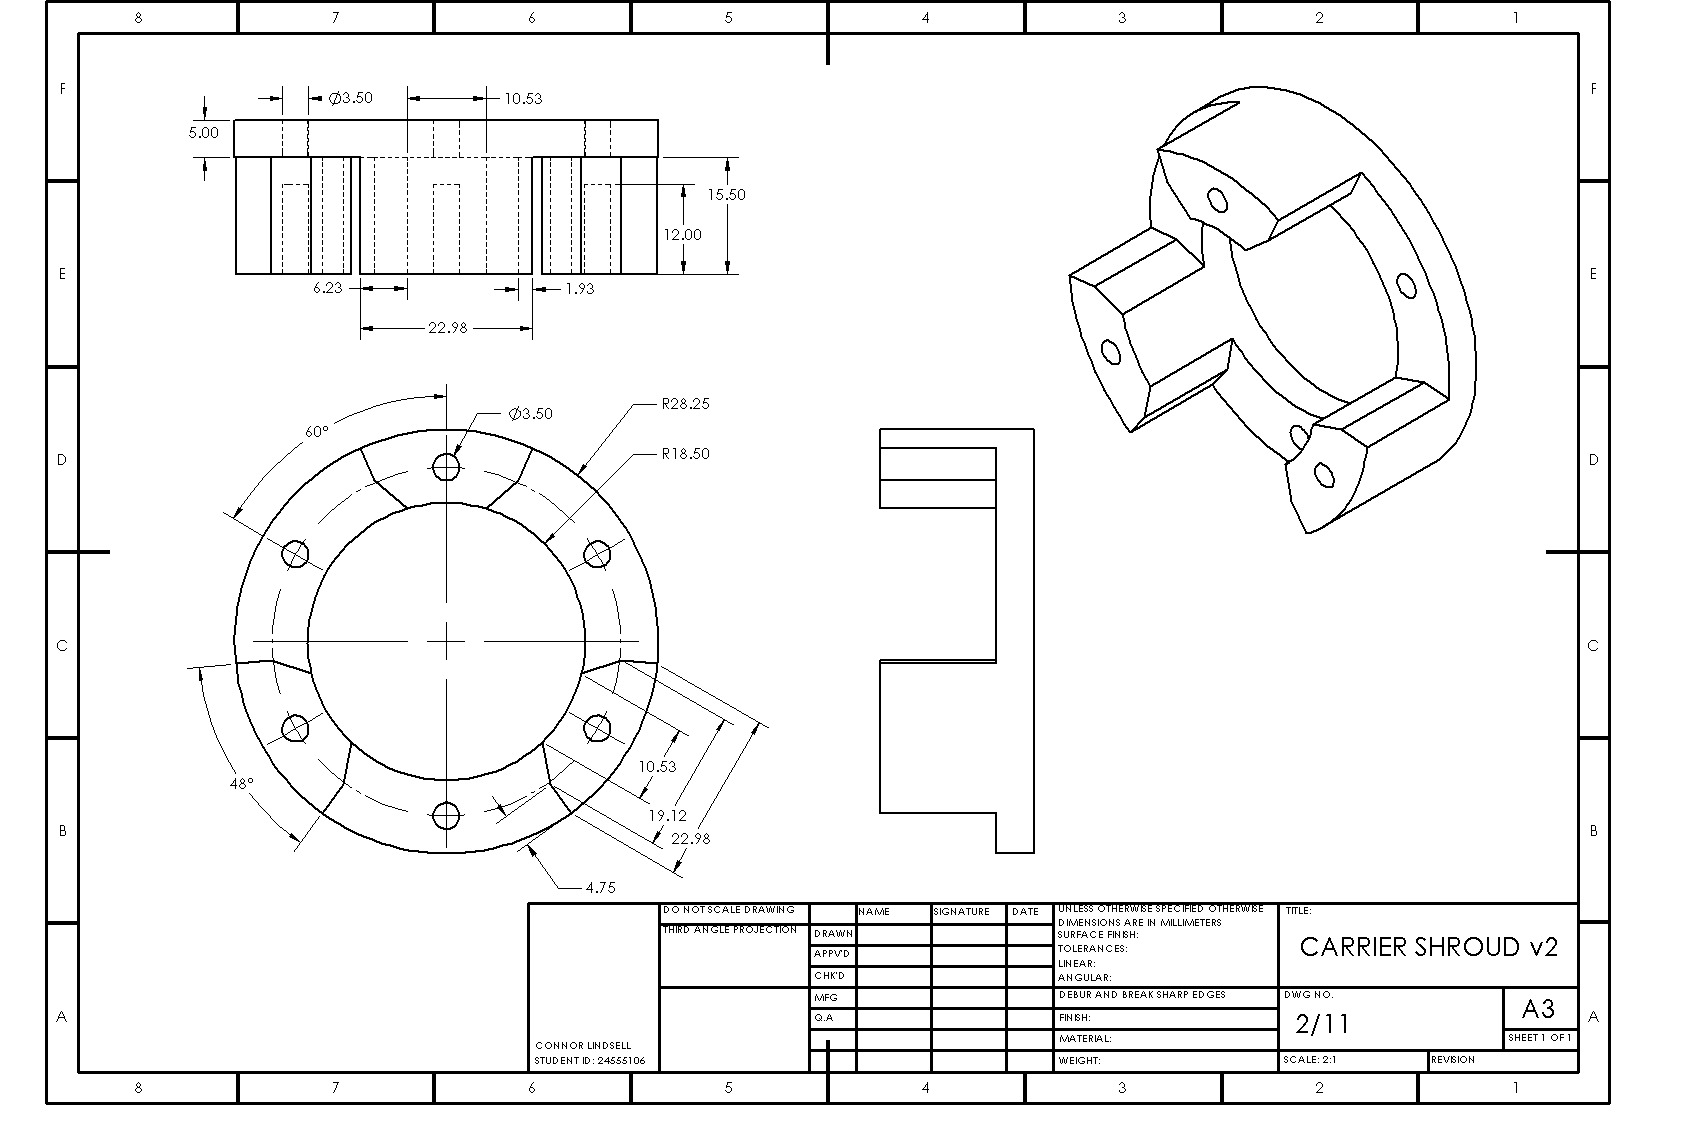 8 7 6 5 4 3 2 1
F F
E E
D D
C C
B B
A A
Ø3.50
10.53
5.00
15.50
12.00
6.23
1.93
22.98
60°
Ø3.50
R28.25
R18.50
48°
10.53
19.12
22.98
4.75
DO NOT SCALE DRAWING
THIRD ANGLE PROJECTION
NAME SIGNATURE DATE
DRAWN
APPV'D
CHK'D
MFG
Q.A
UNLESS OTHERWISE SPECIFIED OTHERWISE
DIMENSIONS ARE IN MILLIMETERS
SURFACE FINISH:
TOLERANCES:
LINEAR:
ANGULAR:
DEBUR AND BREAK SHARP EDGES
FINISH:
MATERIAL:
WEIGHT:
TITLE:
CARRIER SHROUD v2
DWG NO.
2/11
A3
SHEET 1 OF 1
SCALE: 2:1
REVISION
CONNOR LINDSELL
STUDENT ID: 24555106
8 7 6 5 4 3 2 1